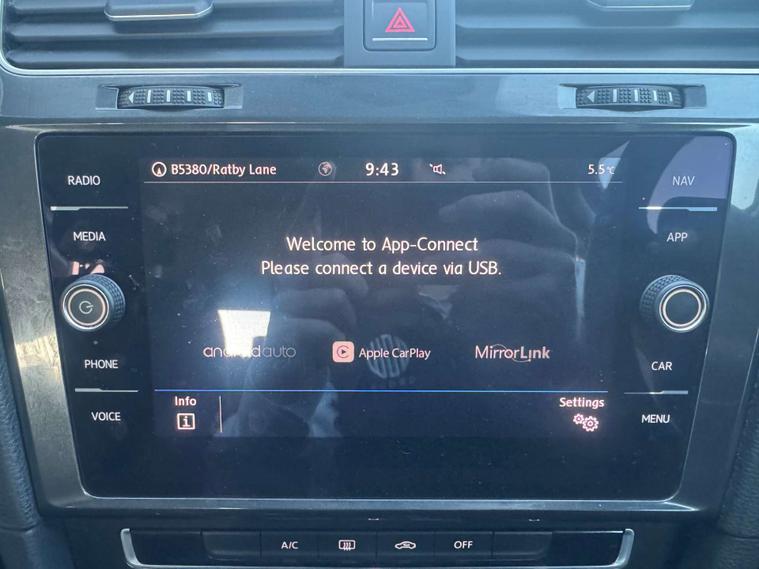 RADIO
MEDIA
PHONE
VOICE
B5380/Ratby Lane 9:43 5.5°C
Welcome to App-Connect
Please connect a device via USB.
androidauto Apple CarPlay MirrorLink
Info Settings
i
NAV
APP
CAR
MENU
A/C OFF